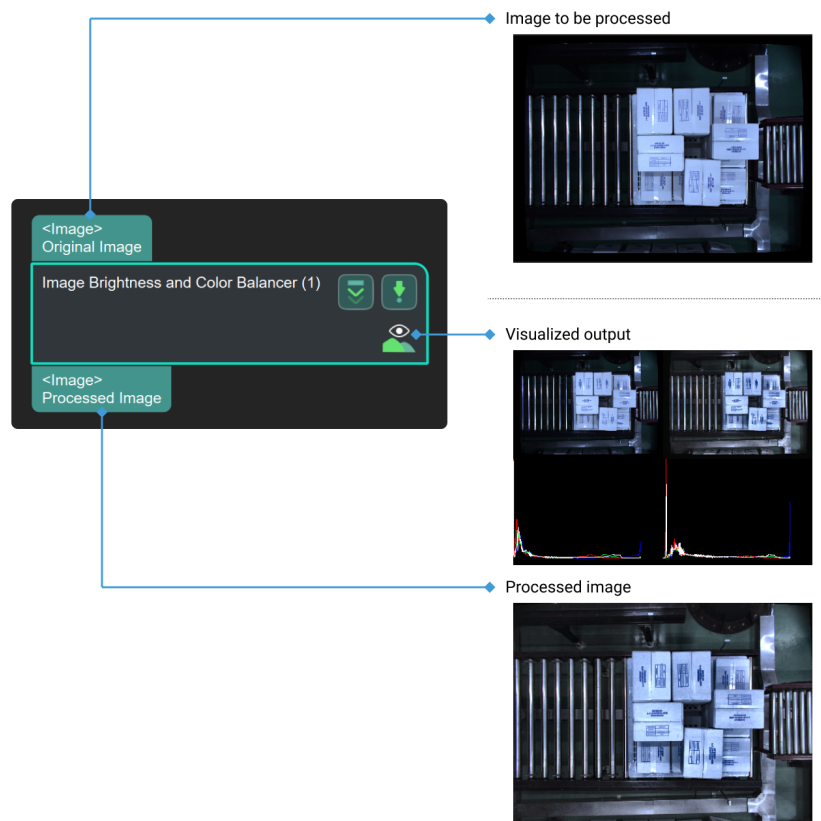 Image to be processed
<Image>
Original Image
Image Brightness and Color Balancer (1)
Visualized output
<Image>
Processed Image
Processed image